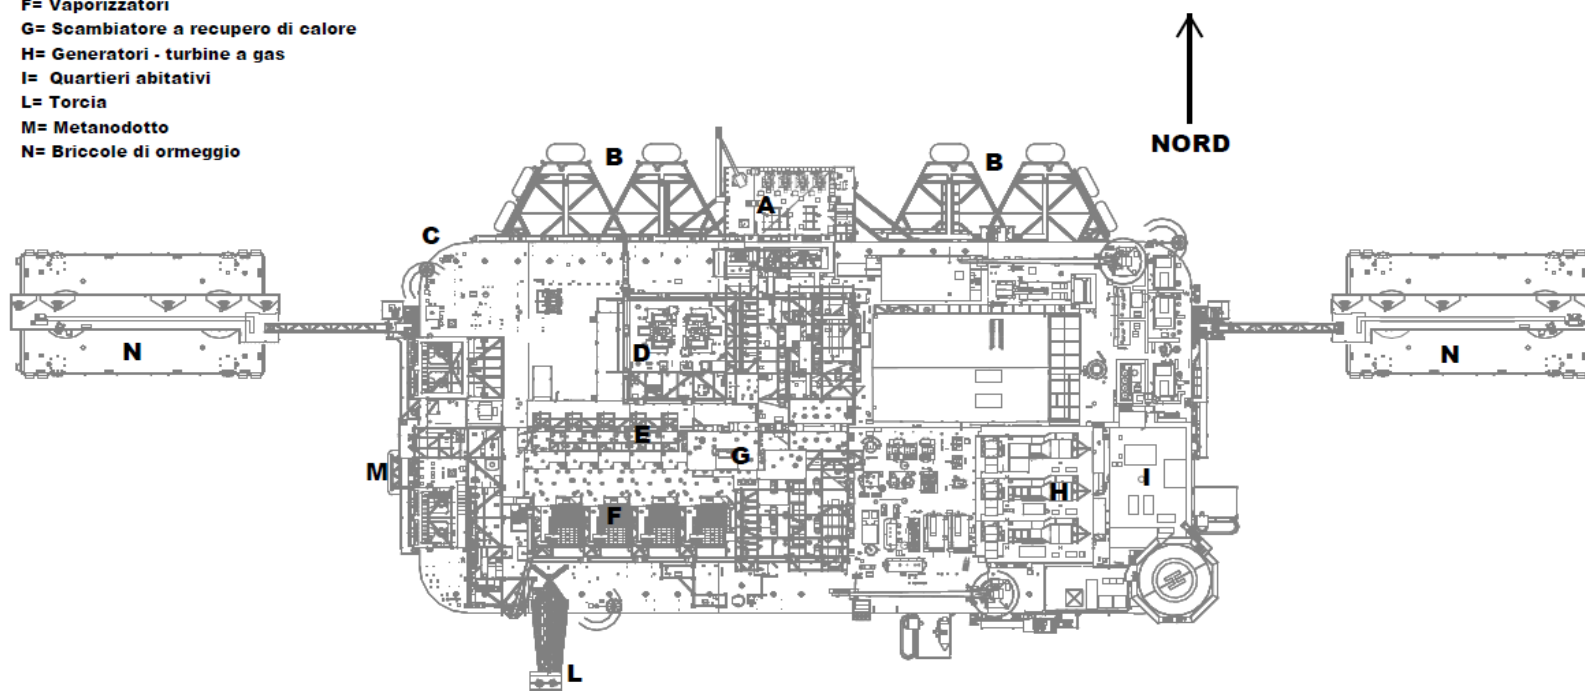 F= Vaporizzatori
G= Scambiatore a recupero di calore
H= Generatori - turbine a gas
I= Quartieri abitativi
L= Torcia
M= Metanodotto
N= Briccole di ormeggio
NORD
B
B
A
C
N
D
N
E
G
M
I
H
F
L